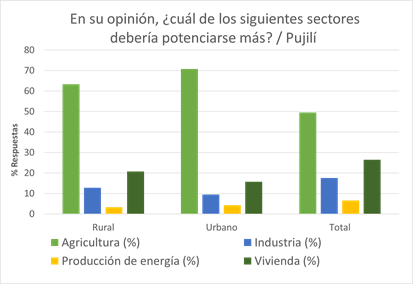 En su opinión, ¿cuál de los siguientes sectores
debería potenciarse más? / Pujilí
% Respuestas
80
70
60
50
40
30
20
10
0
Rural Urbano Total
Agricultura (%) Industria (%)
Producción de energía (%) Vivienda (%)